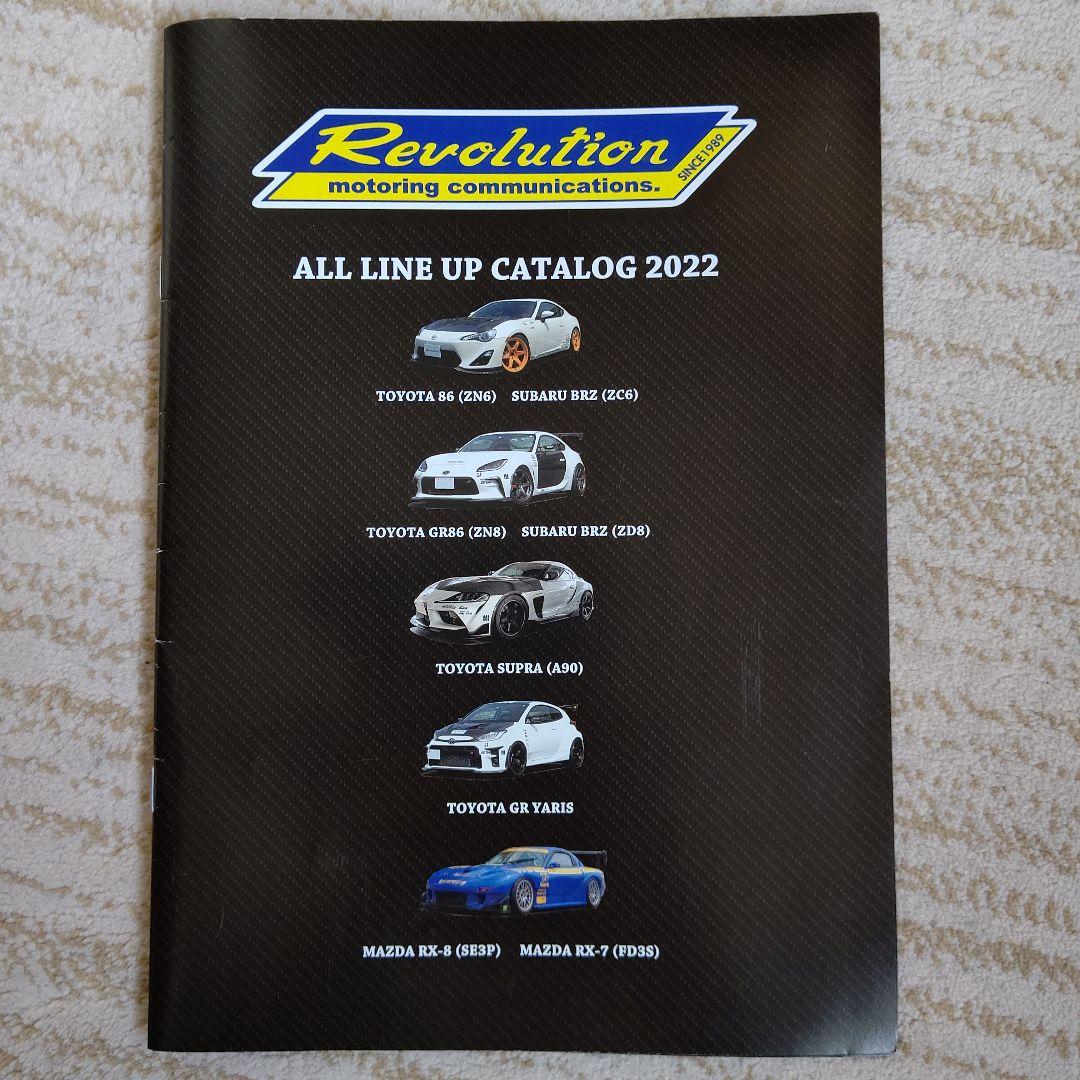 Revolution
SINCE1989
motoring communications.
ALL LINE UP CATALOG 2022
TOYOTA 86 (ZN6) SUBARU BRZ (ZC6)
TOYOTA GR86 (ZN8) SUBARU BRZ (ZD8)
TOYOTA SUPRA (A90)
TOYOTA GR YARIS
MAZDA RX-8 (SE3P) MAZDA RX-7 (FD3S)